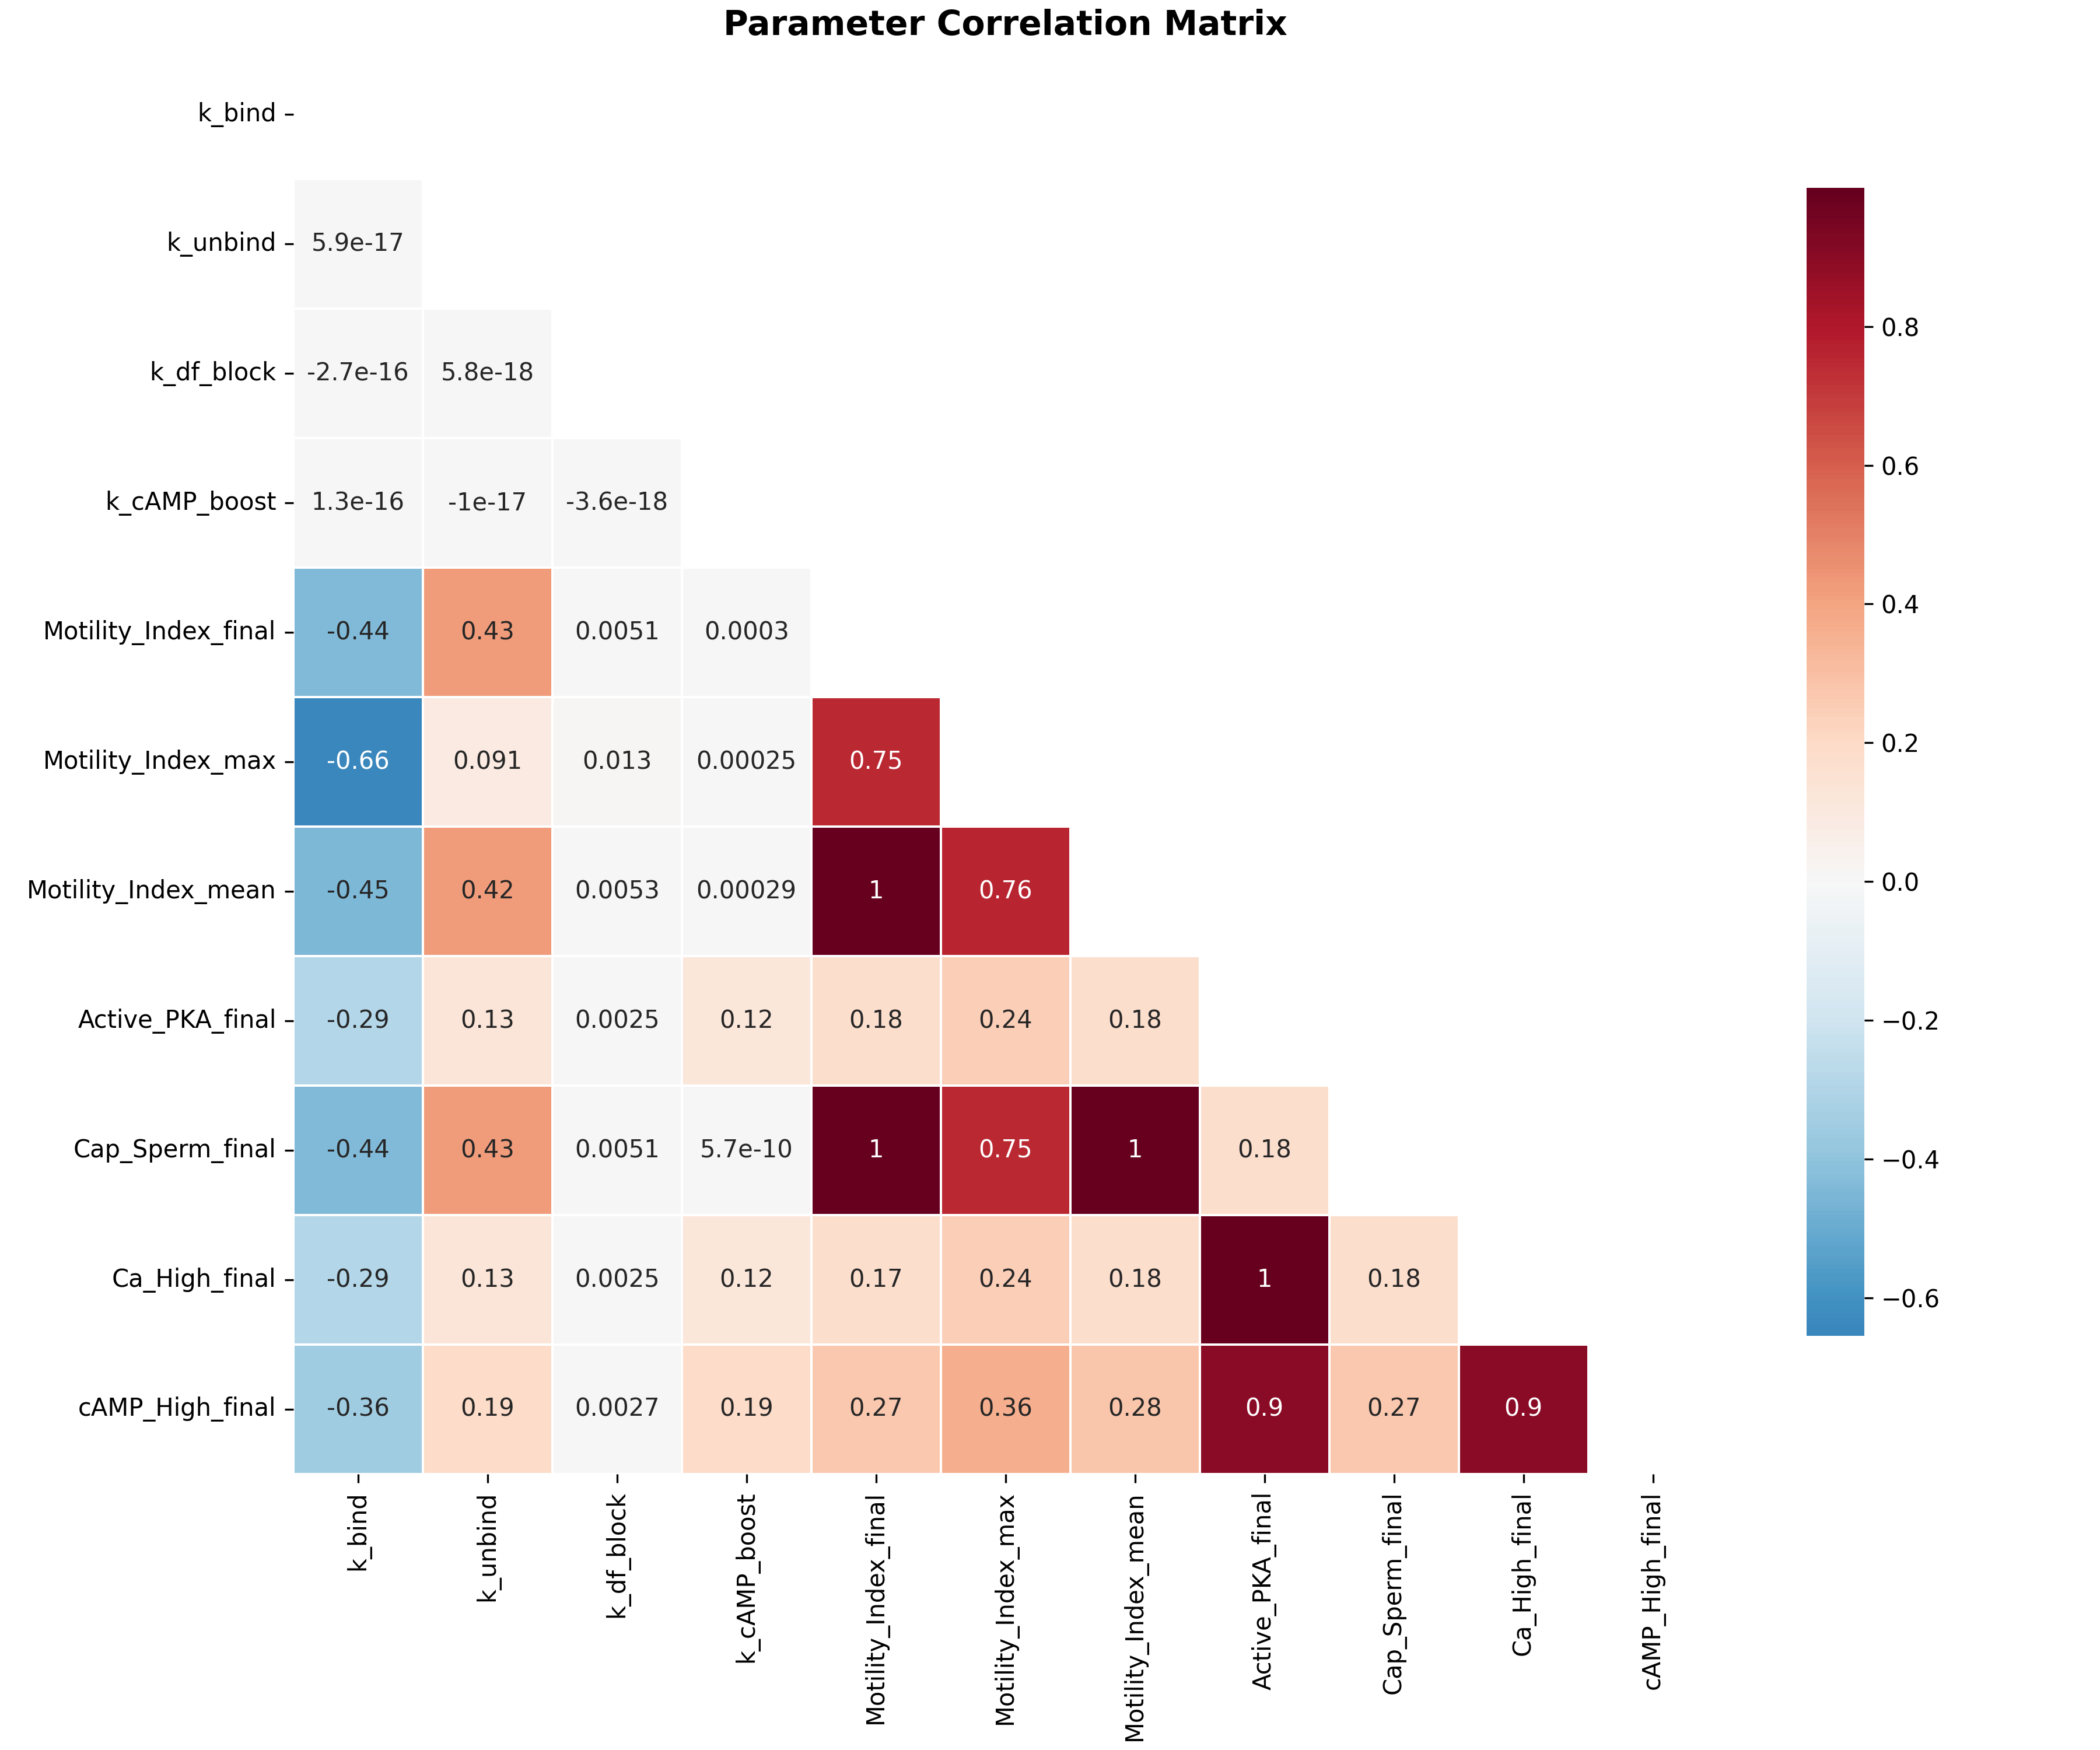 Parameter Correlation Matrix
k_bind
k_unbind 5.9e-17
k_df_block -2.7e-16 5.8e-18
k_cAMP_boost 1.3e-16 -1e-17 -3.6e-18
Motility_Index_final -0.44 0.43 0.0051 0.0003
Motility_Index_max -0.66 0.091 0.013 0.00025 0.75
Motility_Index_mean -0.45 0.42 0.0053 0.00029 1 0.76
Active_PKA_final -0.29 0.13 0.0025 0.12 0.18 0.24 0.18
Cap_Sperm_final -0.44 0.43 0.0051 5.7e-10 1 0.75 1 0.18
Ca_High_final -0.29 0.13 0.0025 0.12 0.17 0.24 0.18 1 0.18
cAMP_High_final -0.36 0.19 0.0027 0.19 0.27 0.36 0.28 0.9 0.27 0.9
k_bind
k_unbind
k_df_block
k_cAMP_boost
Motility_Index_final
Motility_Index_max
Motility_Index_mean
Active_PKA_final
Cap_Sperm_final
Ca_High_final
cAMP_High_final
0.8
0.6
0.4
0.2
0.0
−0.2
−0.4
−0.6